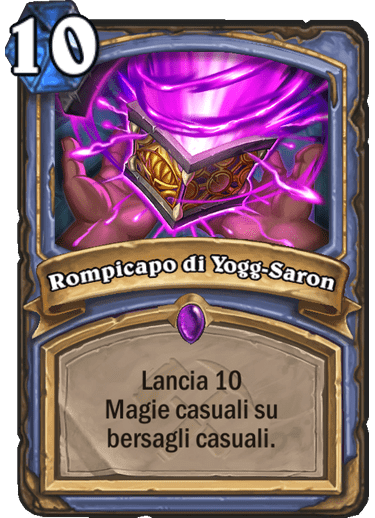 10
Rompicapo di Yogg-Saron
Lancia 10
Magie casuali su
bersagli casuali.